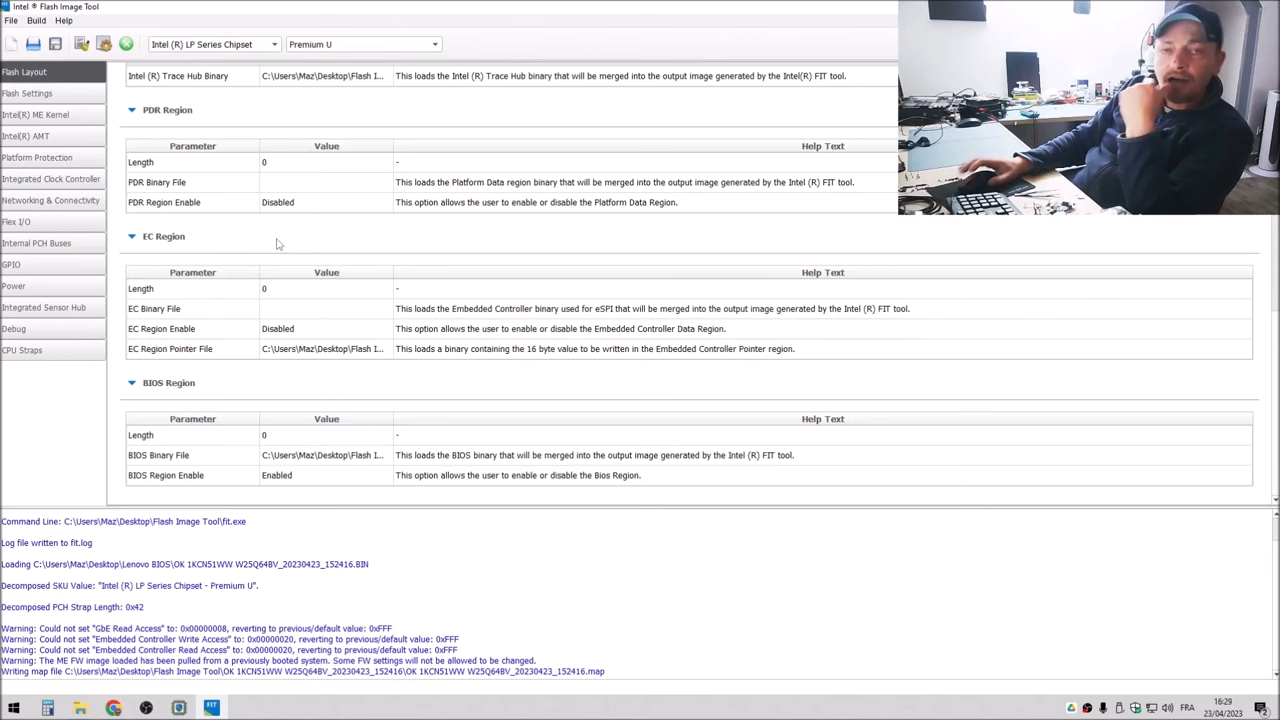 Intel ® Flash Image Tool
File Build Help
Intel (R) LP Series Chipset Premium U
Flash Layout
Flash Settings
Intel(R) ME Kernel
Intel(R) AMT
Platform Protection
Integrated Clock Controller
Networking & Connectivity
Flex I/O
Internal PCH Buses
GPIO
Power
Integrated Sensor Hub
Debug
CPU Straps
Intel (R) Trace Hub Binary C:\Users\Maz\Desktop\Flash I... This loads the Intel (R) Trace Hub binary that will be merged into the output image generated by the Intel(R) FIT tool.
PDR Region
Parameter Value Help Text
Length 0 -
PDR Binary File This loads the Platform Data region binary that will be merged into the output image generated by the Intel (R) FIT tool.
PDR Region Enable Disabled This option allows the user to enable or disable the Platform Data Region.
EC Region
Parameter Value Help Text
Length 0 -
EC Binary File This loads the Embedded Controller binary used for eSPI that will be merged into the output image generated by the Intel (R) FIT tool.
EC Region Enable Disabled This option allows the user to enable or disable the Embedded Controller Data Region.
EC Region Pointer File C:\Users\Maz\Desktop\Flash I... This loads a binary containing the 16 byte value to be written in the Embedded Controller Pointer region.
BIOS Region
Parameter Value Help Text
Length 0 -
BIOS Binary File C:\Users\Maz\Desktop\Flash I... This loads the BIOS binary that will be merged into the output image generated by the Intel (R) FIT tool.
BIOS Region Enable Enabled This option allows the user to enable or disable the Bios Region.
Command Line: C:\Users\Maz\Desktop\Flash Image Tool\fit.exe
Log file written to fit.log
Loading C:\Users\Maz\Desktop\Lenovo BIOS\OK 1KCN51WW W25Q64BV_20230423_152416.BIN
Decomposed SKU Value: "Intel (R) LP Series Chipset - Premium U".
Decomposed PCH Strap Length: 0x42
Warning: Could not set "GbE Read Access" to: 0x00000008, reverting to previous/default value: 0xFFF
Warning: Could not set "Embedded Controller Write Access" to: 0x00000020, reverting to previous/default value: 0xFFF
Warning: Could not set "Embedded Controller Read Access" to: 0x00000020, reverting to previous/default value: 0xFFF
Warning: The ME FW image loaded has been pulled from a previously booted system. Some FW settings will not be allowed to be changed.
Writing map file C:\Users\Maz\Desktop\Flash Image Tool\OK 1KCN51WW W25Q64BV_20230423_152416\OK 1KCN51WW W25Q64BV_20230423_152416.map
FIT
FRA
16:29
23/04/2023
2